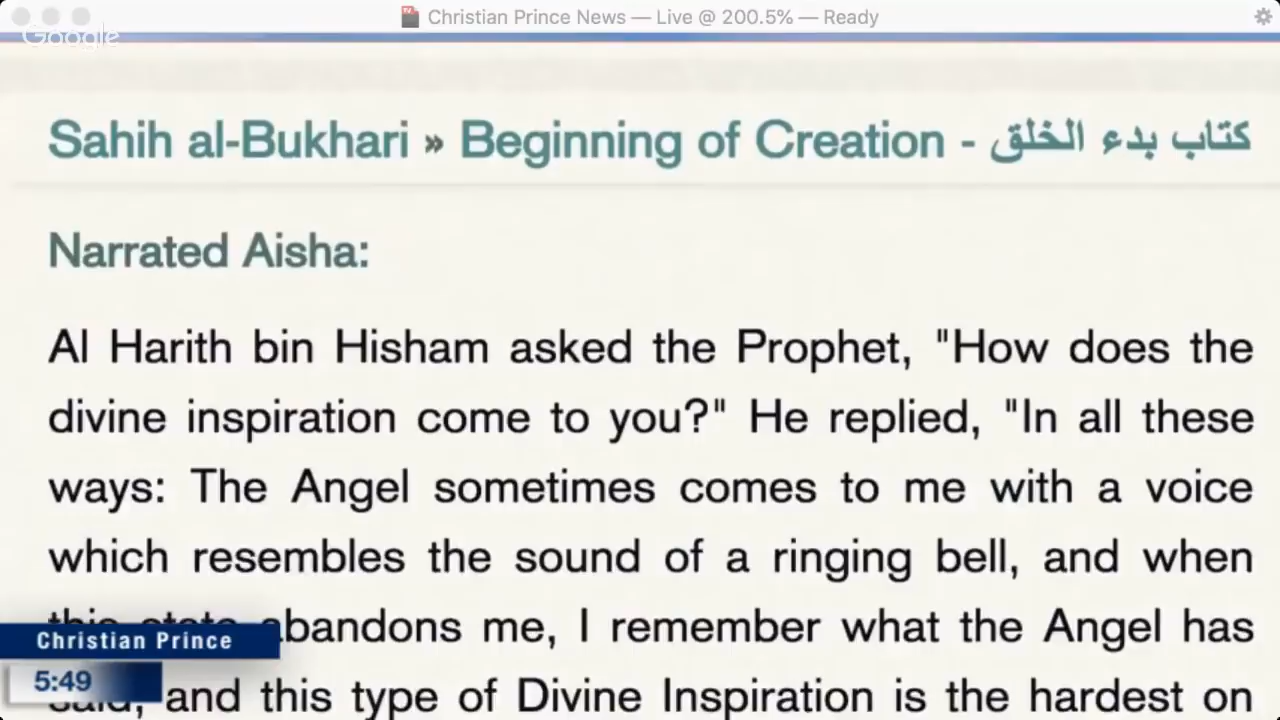 Christian Prince News — Live @ 200.5% — Ready
Google
Sahih al-Bukhari » Beginning of Creation - كتاب بدء الخلق
Narrated Aisha:
Al Harith bin Hisham asked the Prophet, "How does the
divine inspiration come to you?" He replied, "In all these
ways: The Angel sometimes comes to me with a voice
which resembles the sound of a ringing bell, and when
this state abandons me, I remember what the Angel has
said, and this type of Divine Inspiration is the hardest on
Christian Prince
5:49